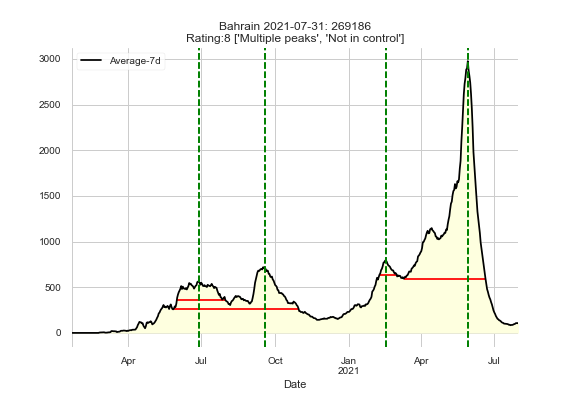 Bahrain 2021-07-31: 269186
Rating:8 ['Multiple peaks', 'Not in control']
Average-7d
3000
2500
2000
1500
1000
500
0
Apr
Jul
Oct
Jan
2021
Apr
Jul
Date